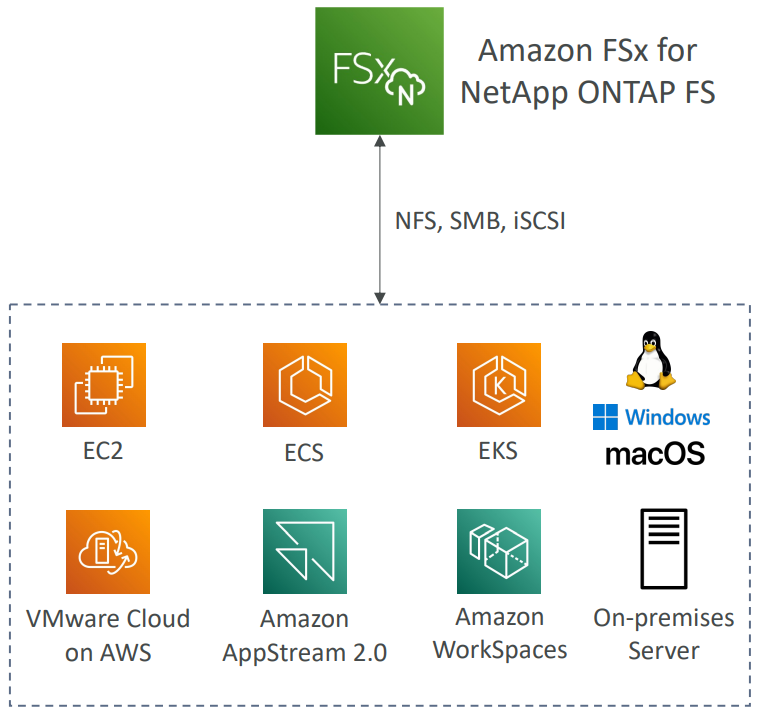 FSx
N
Amazon FSx for
NetApp ONTAP FS
NFS, SMB, iSCSI
EC2
ECS
K
EKS
Windows
macOS
VMware Cloud
on AWS
Amazon
AppStream 2.0
Amazon
WorkSpaces
On-premises
Server